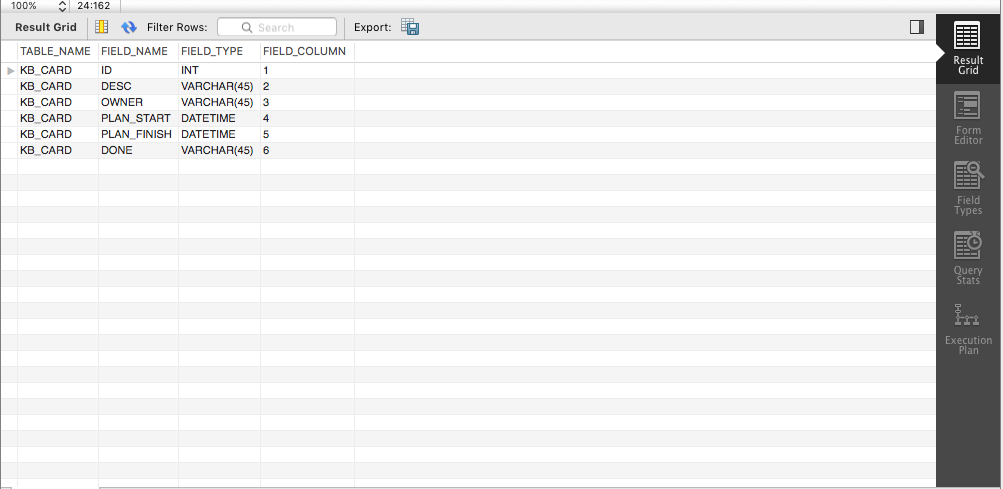 100% 24:162
Result Grid Filter Rows: Search Export:
TABLE_NAME FIELD_NAME FIELD_TYPE FIELD_COLUMN
KB_CARD ID INT 1
KB_CARD DESC VARCHAR(45) 2
KB_CARD OWNER VARCHAR(45) 3
KB_CARD PLAN_START DATETIME 4
KB_CARD PLAN_FINISH DATETIME 5
KB_CARD DONE VARCHAR(45) 6
Result
Grid
Form
Editor
Field
Types
Query
Stats
Execution
Plan